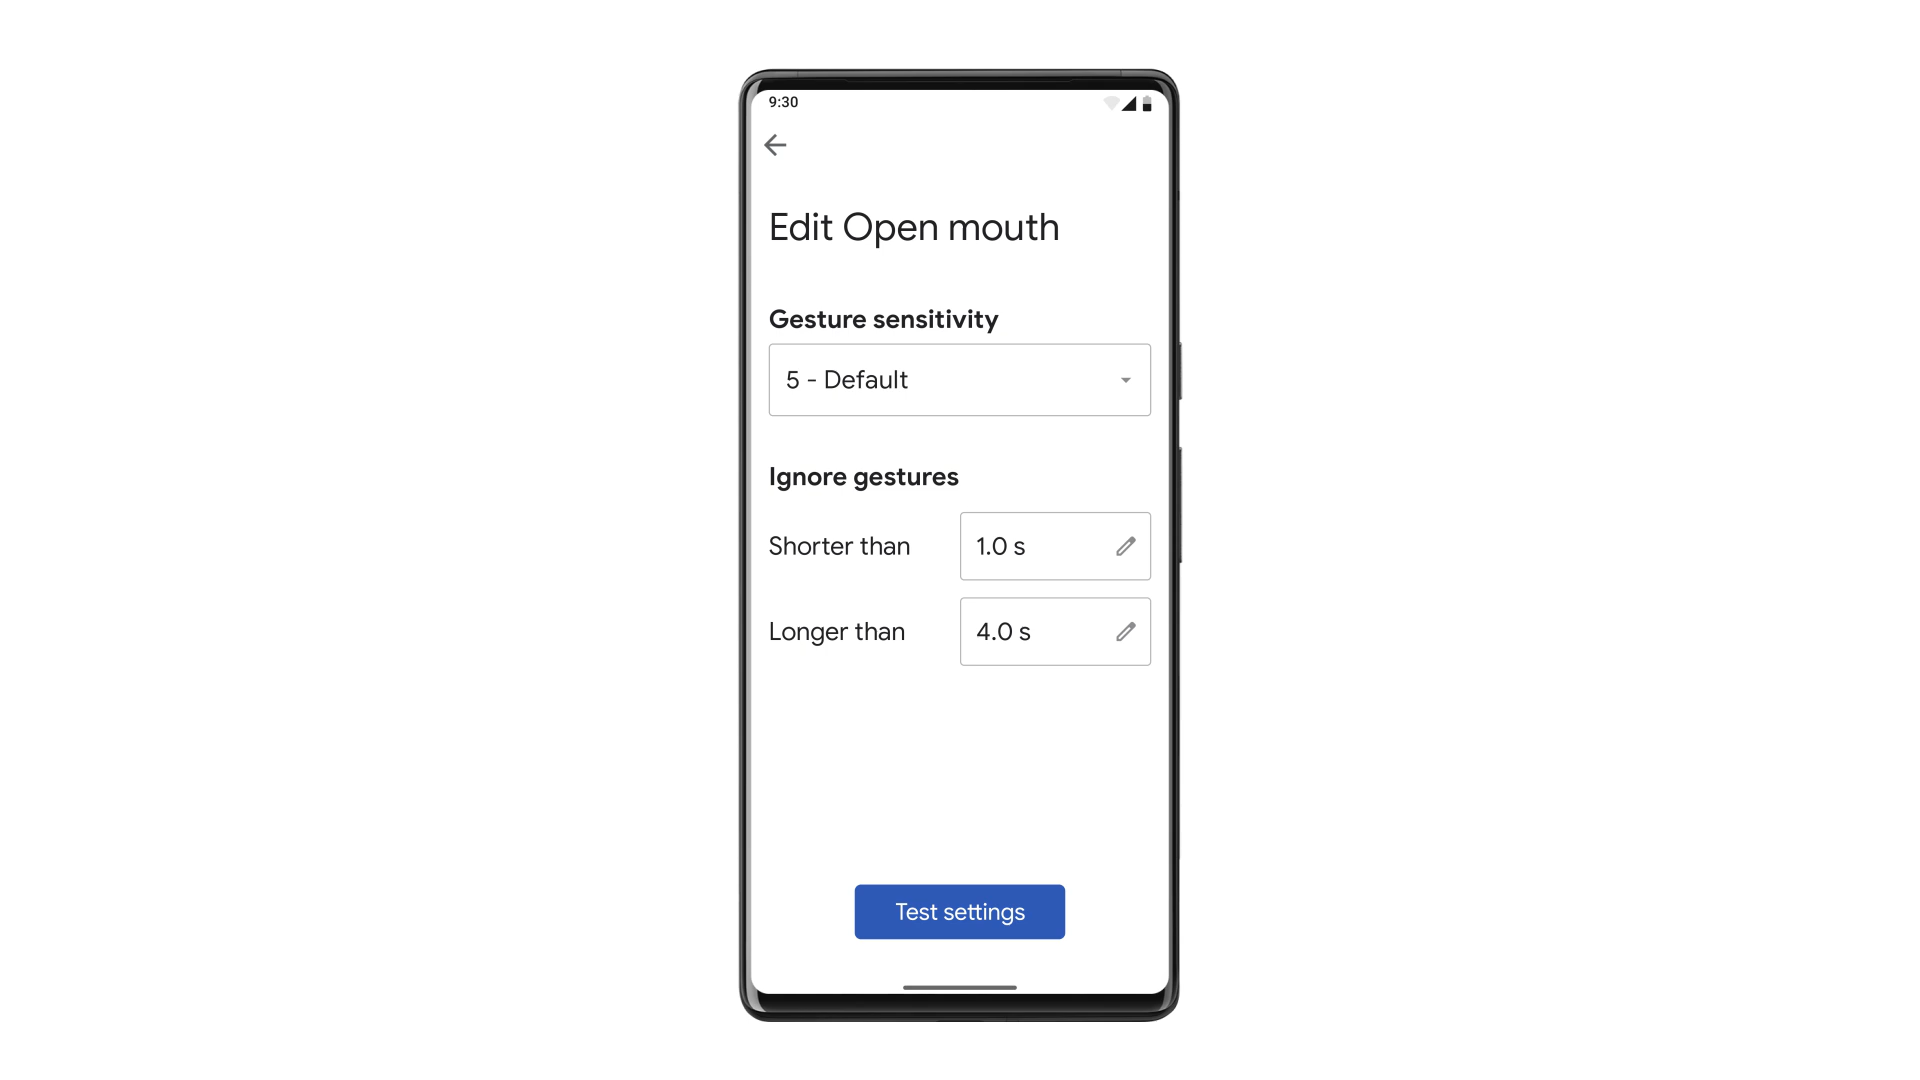 9:30
Edit Open mouth
Gesture sensitivity
5 - Default
Ignore gestures
Shorter than 1.0 s
Longer than 4.0 s
Test settings